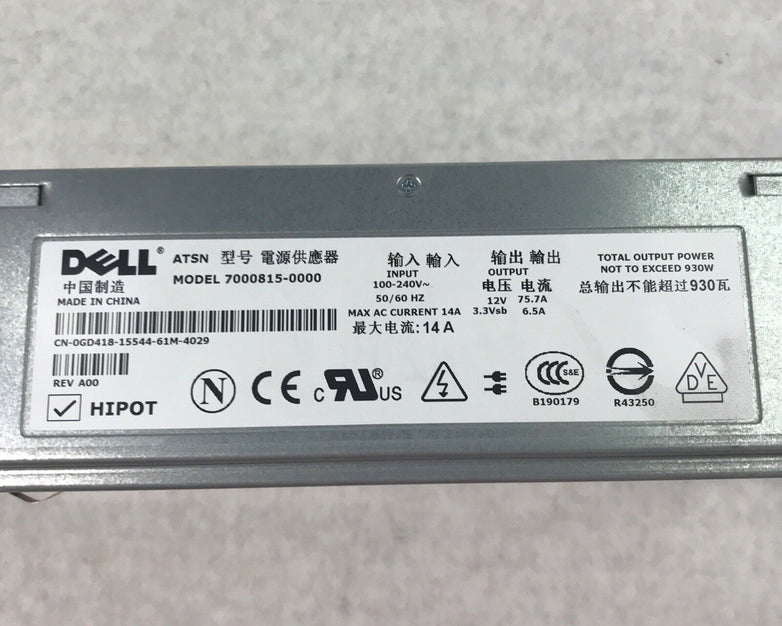 DELL®
中国制造
MADE IN CHINA
ATSN 型号 電源供應器
MODEL 7000815-0000
CN-0GD418-15544-61M-4029
REV A00
HIPOT
输入 輸入
INPUT
100-240V~
50/60 HZ
MAX AC CURRENT 14A
最大电流:14A
输出 輸出
OUTPUT
电压 电流
12V 75.7A
3.3Vsb 6.5A
TOTAL OUTPUT POWER
NOT TO EXCEED 930W
总输出不能超过930瓦
N
CE
c RU® US
CCC S&E
B190179
R43250
VDE